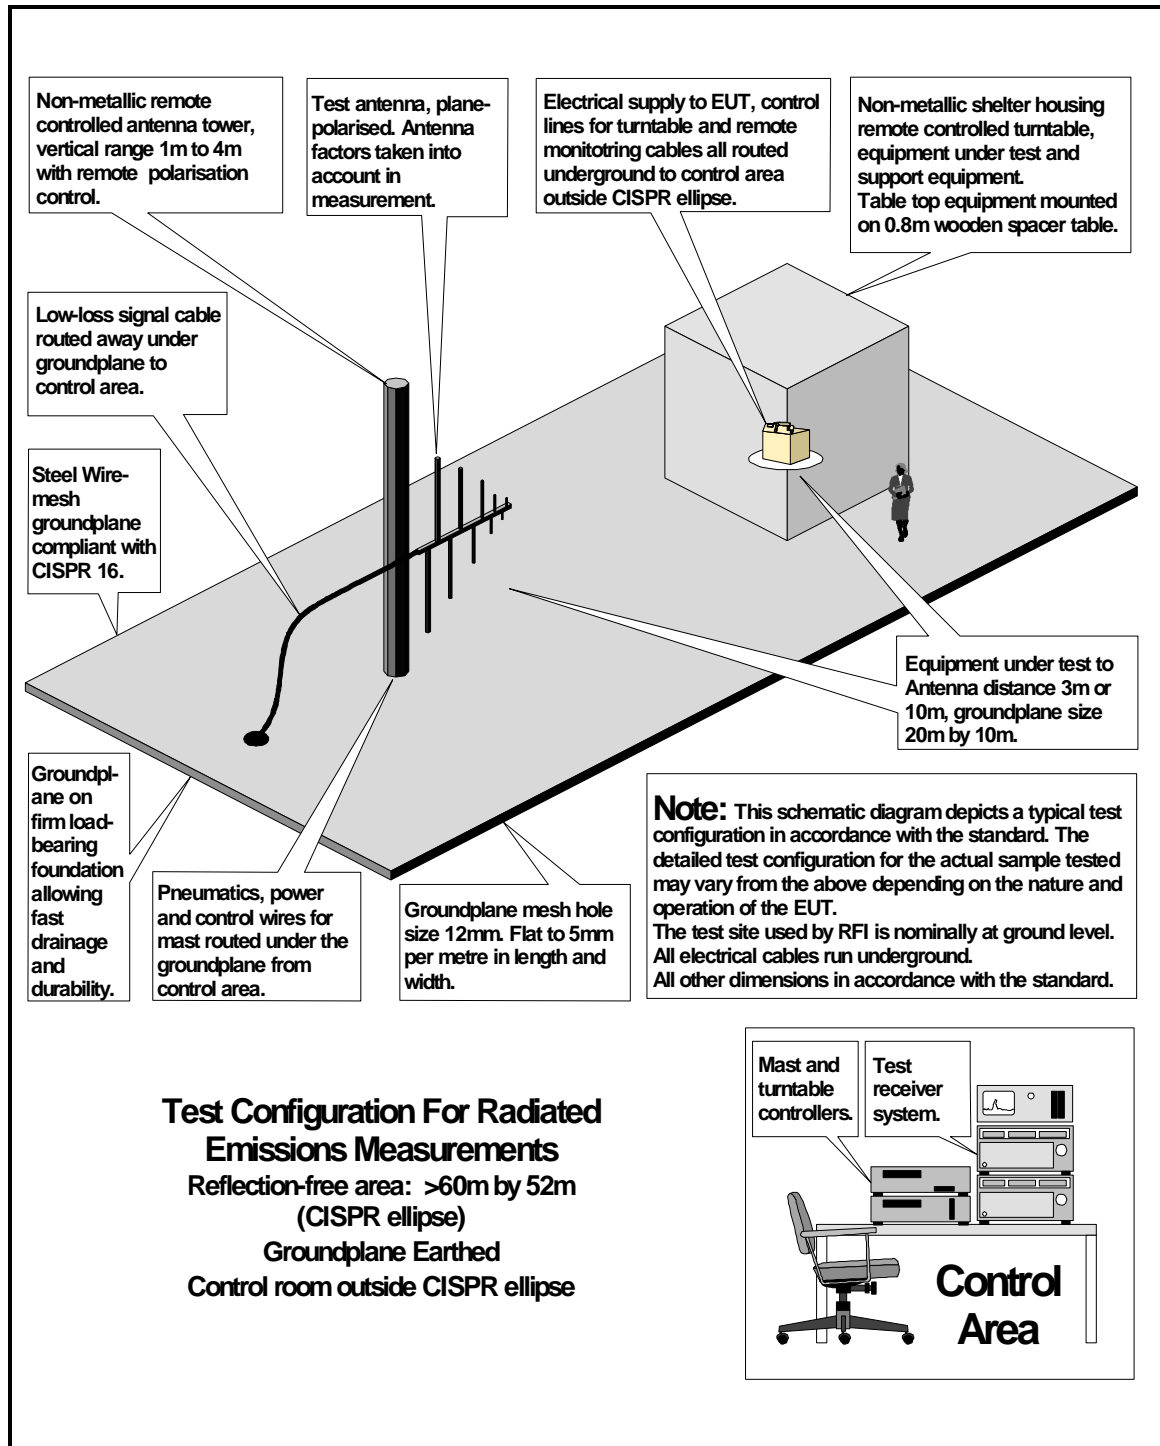 Non-metallic remote
controlled antenna tower,
vertical range 1m to 4m
with remote polarisation
control.
Test antenna, plane-
polarised. Antenna
factors taken into
account in
measurement.
Electrical supply to EUT, control
lines for turntable and remote
monitotring cables all routed
underground to control area
outside CISPR ellipse.
Non-metallic shelter housing
remote controlled turntable,
equipment under test and
support equipment.
Table top equipment mounted
on 0.8m wooden spacer table.
Low-loss signal cable
routed away under
groundplane to
control area.
Steel Wire-
mesh
groundplane
compliant with
CISPR 16.
Equipment under test to
Antenna distance 3m or
10m, groundplane size
20m by 10m.
Groundpl-
ane on
firm load-
bearing
foundation
allowing
fast
drainage
and
durability.
Pneumatics, power
and control wires for
mast routed under the
groundplane from
control area.
Groundplane mesh hole
size 12mm. Flat to 5mm
per metre in length and
width.
Note: This schematic diagram depicts a typical test
configuration in accordance with the standard. The
detailed test configuration for the actual sample tested
may vary from the above depending on the nature and
operation of the EUT.
The test site used by RFI is nominally at ground level.
All electrical cables run underground.
All other dimensions in accordance with the standard.
Test Configuration For Radiated
Emissions Measurements
Reflection-free area: >60m by 52m
(CISPR ellipse)
Groundplane Earthed
Control room outside CISPR ellipse
Mast and
turntable
controllers.
Test
receiver
system.
Control
Area